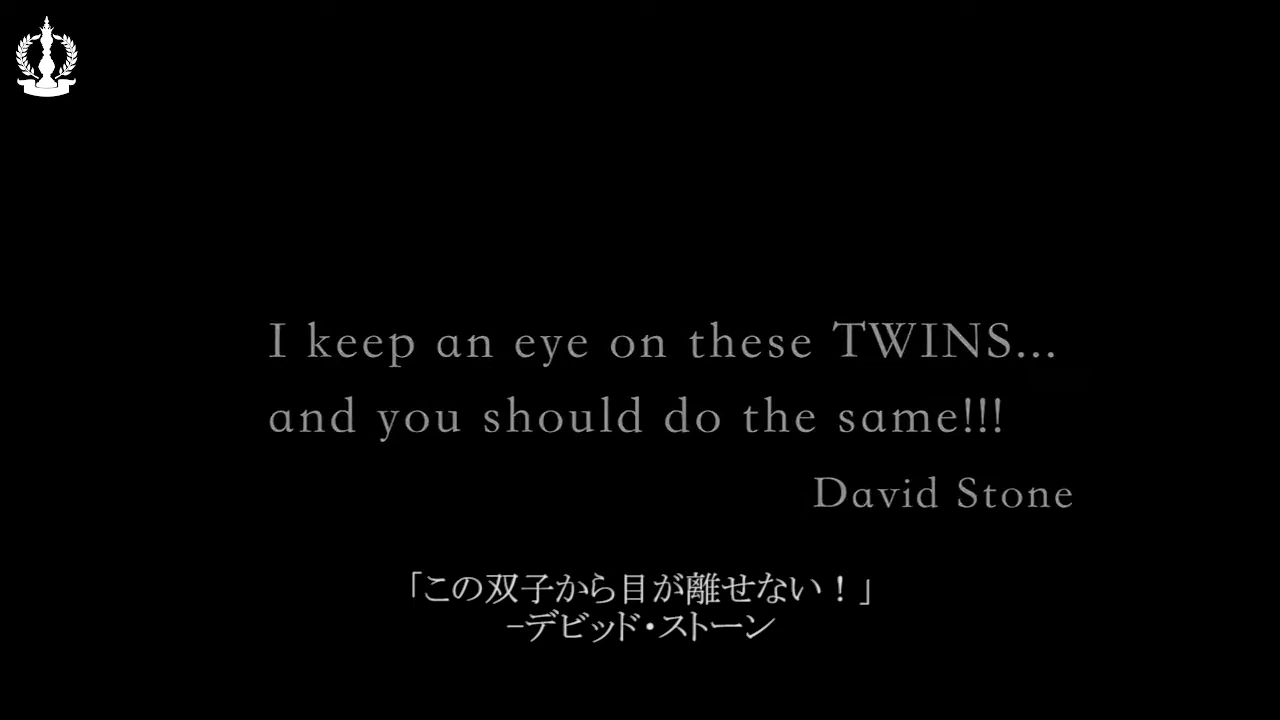 I keep an eye on these TWINS...
and you should do the same!!!
David Stone
「この双子から目が離せない！」
-デビッド・ストーン